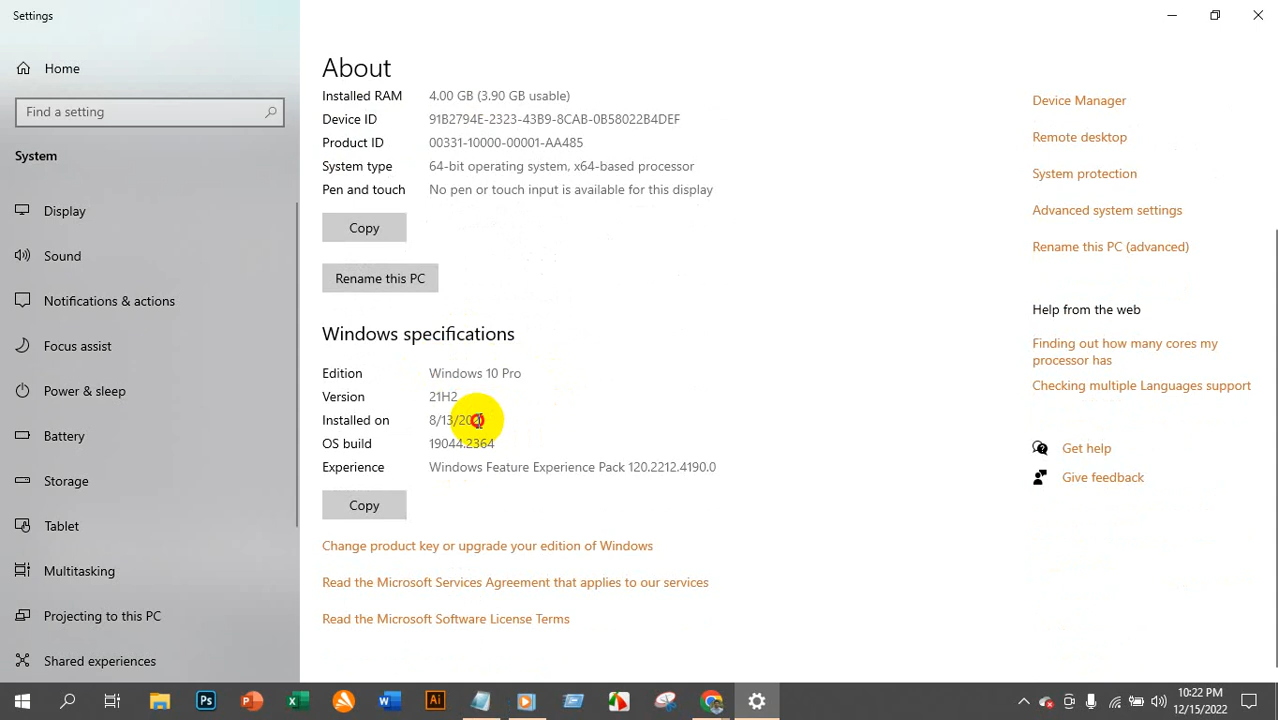 Settings
Home
Find a setting
System
Display
Sound
Notifications & actions
Focus assist
Power & sleep
Battery
Storage
Tablet
Multitasking
Projecting to this PC
Shared experiences
About
Installed RAM 4.00 GB (3.90 GB usable)
Device ID 91B2794E-2323-43B9-8CAB-0B58022B4DEF
Product ID 00331-10000-00001-AA485
System type 64-bit operating system, x64-based processor
Pen and touch No pen or touch input is available for this display
Copy
Rename this PC
Windows specifications
Edition Windows 10 Pro
Version 21H2
Installed on
OS build 19044.2364
Experience Windows Feature Experience Pack 120.2212.4190.0
Copy
Change product key or upgrade your edition of Windows
Read the Microsoft Services Agreement that applies to our services
Read the Microsoft Software License Terms
Device Manager
Remote desktop
System protection
Advanced system settings
Rename this PC (advanced)
Help from the web
Finding out how many cores my
processor has
Checking multiple Languages support
Get help
Give feedback
Ps
P
X
W
Ai
10:22 PM
12/15/2022